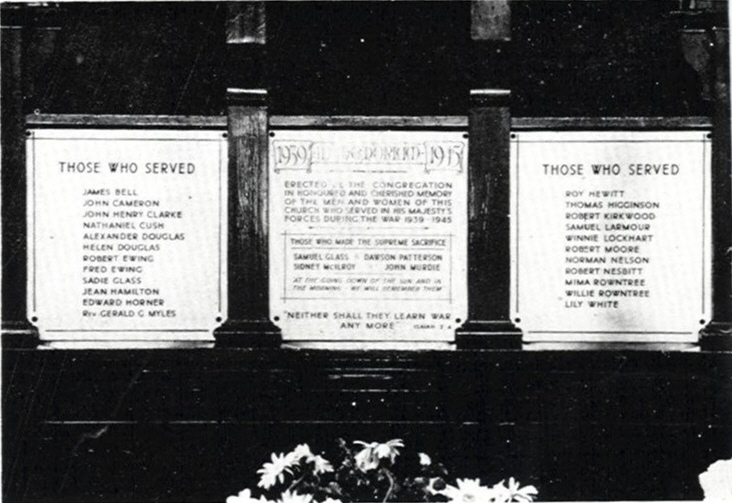 THOSE WHO SERVED
JAMES BELL
JOHN CAMERON
JOHN HENRY CLARKE
NATHANIEL CUSH
ALEXANDER DOUGLAS
HELEN DOUGLAS
ROBERT EWING
FRED EWING
SADIE GLASS
JEAN HAMILTON
EDWARD HORNER
Rev. GERALD G MYLES
1939 1945
ERECTED THE CONGREGATION
IN HONOURED AND CHERISHED MEMORY
OF THE MEN AND WOMEN OF THIS
CHURCH WHO SERVED IN HIS MAJESTY'S
FORCES DURING THE WAR 1939-1945
THOSE WHO MADE THE SUPREME SACRIFICE
SAMUEL GLASS DAWSON PATTERSON
SIDNEY McILROY JOHN MURDIE
AT THE GOING DOWN OF THE SUN AND IN
THE MORNING WE WILL REMEMBER THEM
"NEITHER SHALL THEY LEARN WAR
ANY MORE" ISAIAH 2.4
THOSE WHO SERVED
ROY HEWITT
THOMAS HIGGINSON
ROBERT KIRKWOOD
SAMUEL LARMOUR
WINNIE LOCKHART
ROBERT MOORE
NORMAN NELSON
ROBERT NESBITT
MIMA ROWNTREE
WILLIE ROWNTREE
LILY WHITE